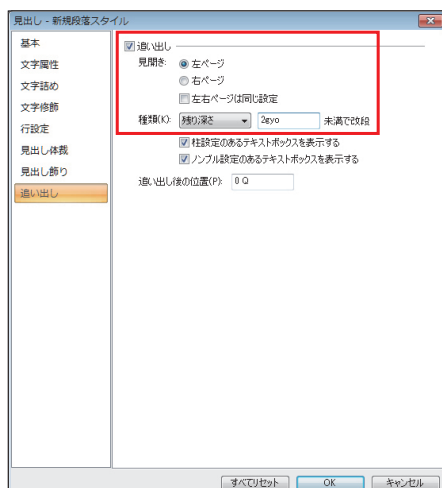 見出し - 新規段落スタイル
基本
文字属性
文字詰め
文字修飾
行設定
見出し体裁
見出し飾り
追い出し
追い出し
見開き: 左ページ
右ページ
左右ページは同じ設定
種類(K): 残り深さ 2gyo 未満で改段
柱設定のあるテキストボックスを表示する
ノンブル設定のあるテキストボックスを表示する
追い出し後の位置(P): 0 Q
すべてリセット OK キャンセル